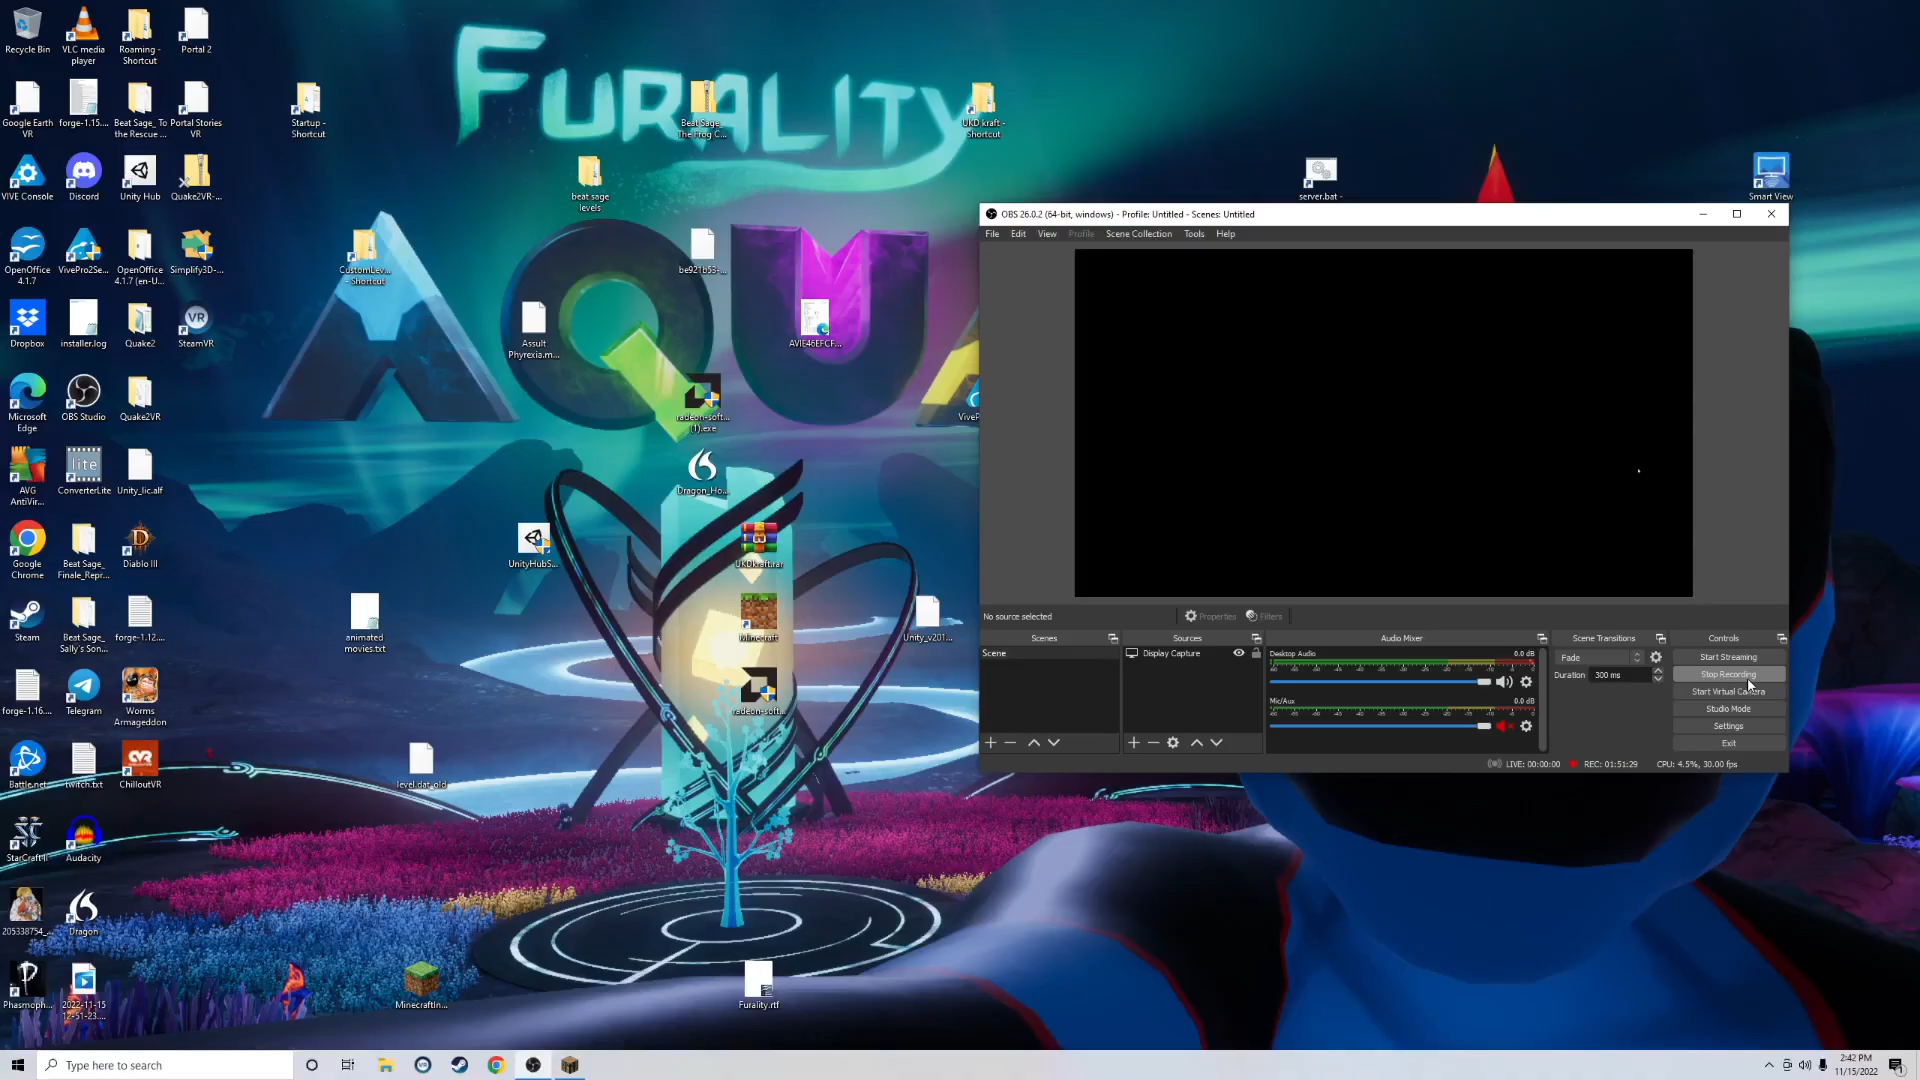 FURALITY
AQUA
Recycle Bin
VLC media
player
Roaming -
Shortcut
Portal 2
Google Earth
VR
forge-1.15....
Beat Sage_ To
the Rescue ...
Portal Stories
VR
Startup -
Shortcut
Beat Sage_
The Frog C...
UKD kraft -
Shortcut
VIVE Console
Discord
Unity Hub
Quake2VR-...
beat sage
levels
server.bat -
Smart View
OpenOffice
4.1.7
VivePro2Se...
OpenOffice
4.1.7 (en-U...
Simplify3D-...
CustomLev...
- Shortcut
be921b53-...
Dropbox
installer.log
Quake2
SteamVR
Assult
Phyrexia.m...
AVIE46EFCF...
Microsoft
Edge
OBS Studio
Quake2VR
radeon-soft...
(1).exe
ViveP
AVG
AntiVir...
ConverterLite
Unity_lic.alf
Dragon_Ho...
Google
Chrome
Beat Sage_
Finale_Repr...
Diablo III
UnityHubS...
UKDkraft.rar
Steam
Beat Sage_
Sally's Son...
forge-1.12....
animated
movies.txt
Minecraft
Unity_v201...
forge-1.16....
Telegram
Worms
Armageddon
radeon-soft...
Battle.net
twitch.txt
ChilloutVR
level.dat-old
StarCraft II
Audacity
205338754_...
Dragon
Phasmoph...
2022-11-15
12-51-23....
MinecraftIn...
Furality.rtf
lite
VR
OBS 26.0.2 (64-bit, windows) - Profile: Untitled - Scenes: Untitled
File Edit View Profile Scene Collection Tools Help
No source selected
Properties Filters
Scenes
Sources
Audio Mixer
Scene Transitions
Controls
Scene
Display Capture
Desktop Audio
0.0 dB
Mic/Aux
0.0 dB
Fade
Duration 300 ms
Start Streaming
Stop Recording
Start Virtual Camera
Studio Mode
Settings
Exit
LIVE: 00:00:00 REC: 01:51:29 CPU: 4.5%, 30.00 fps
Type here to search
2:42 PM
11/15/2022